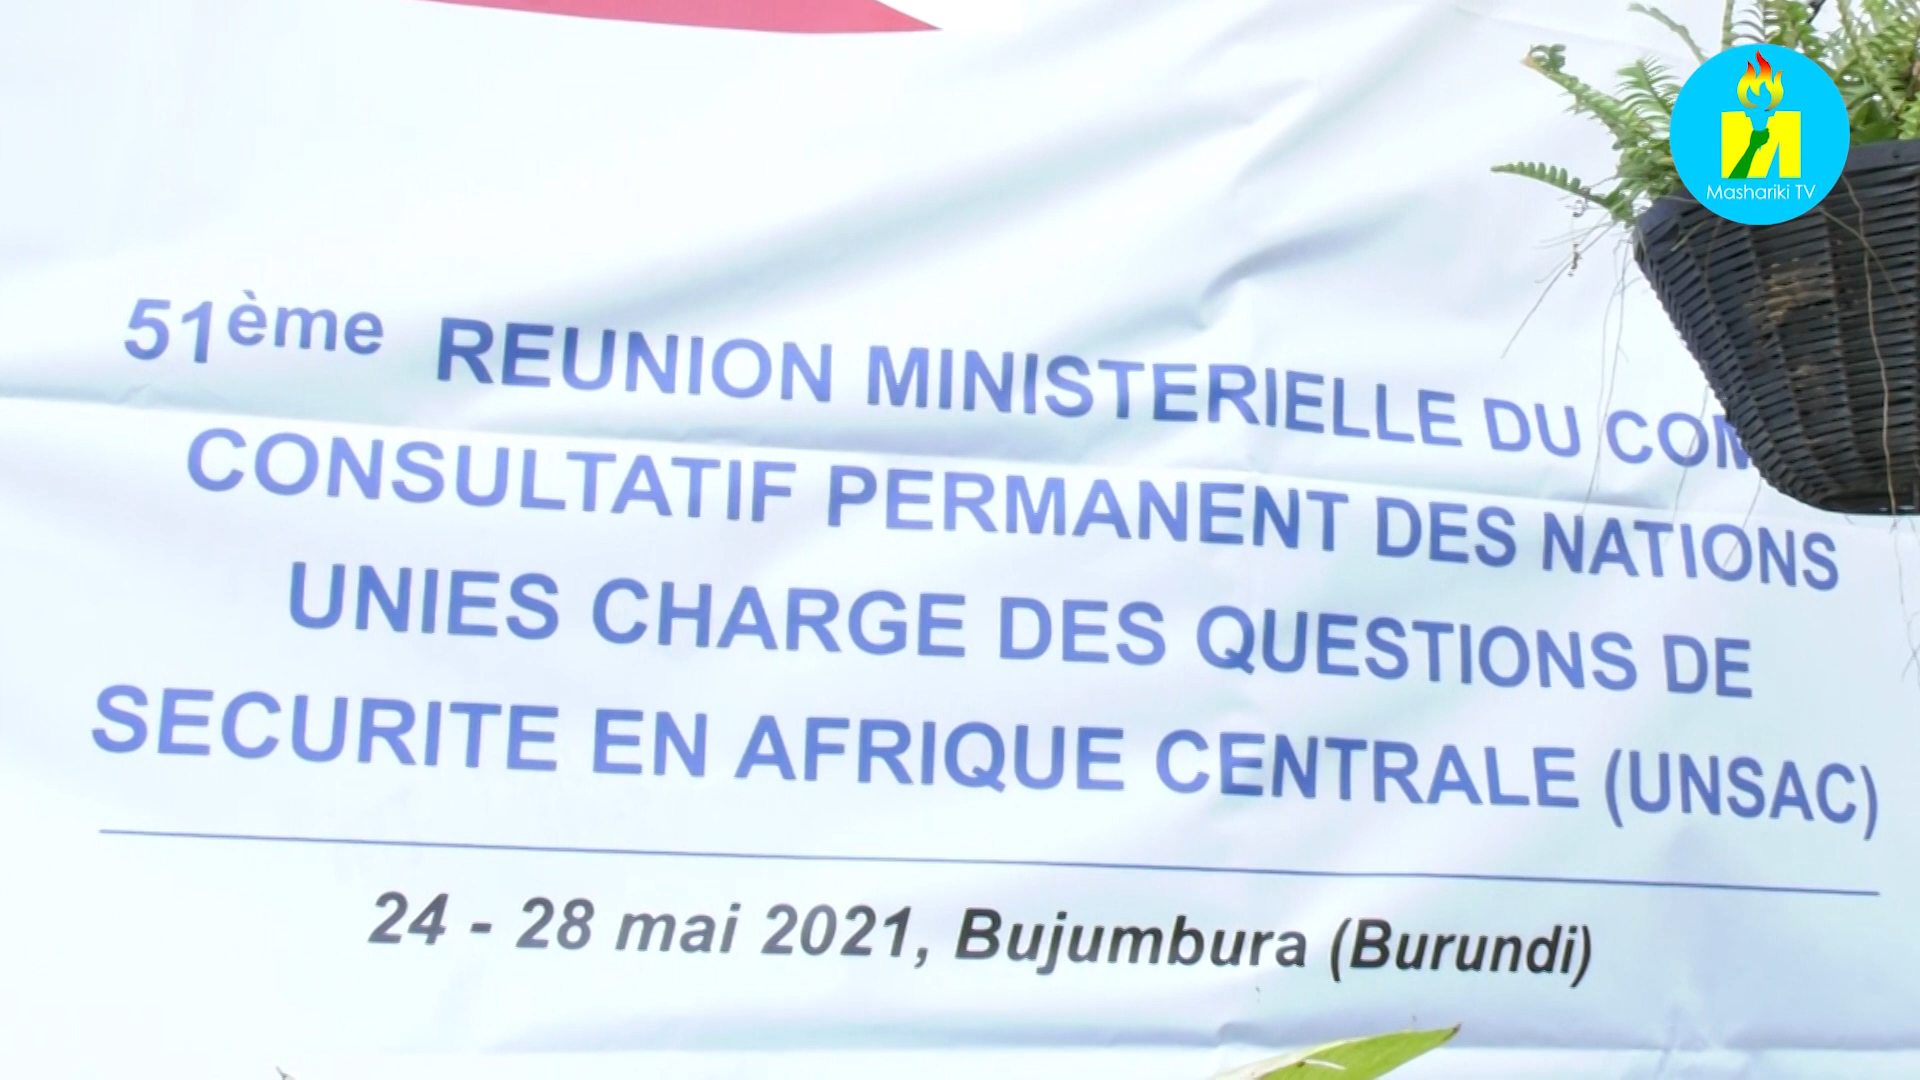 Mashariki TV
51ème REUNION MINISTERIELLE DU
CONSULTATIF PERMANENT DES NATIONS
UNIES CHARGE DES QUESTIONS DE
SECURITE EN AFRIQUE CENTRALE (UNSAC)
24 - 28 mai 2021, Bujumbura (Burundi)